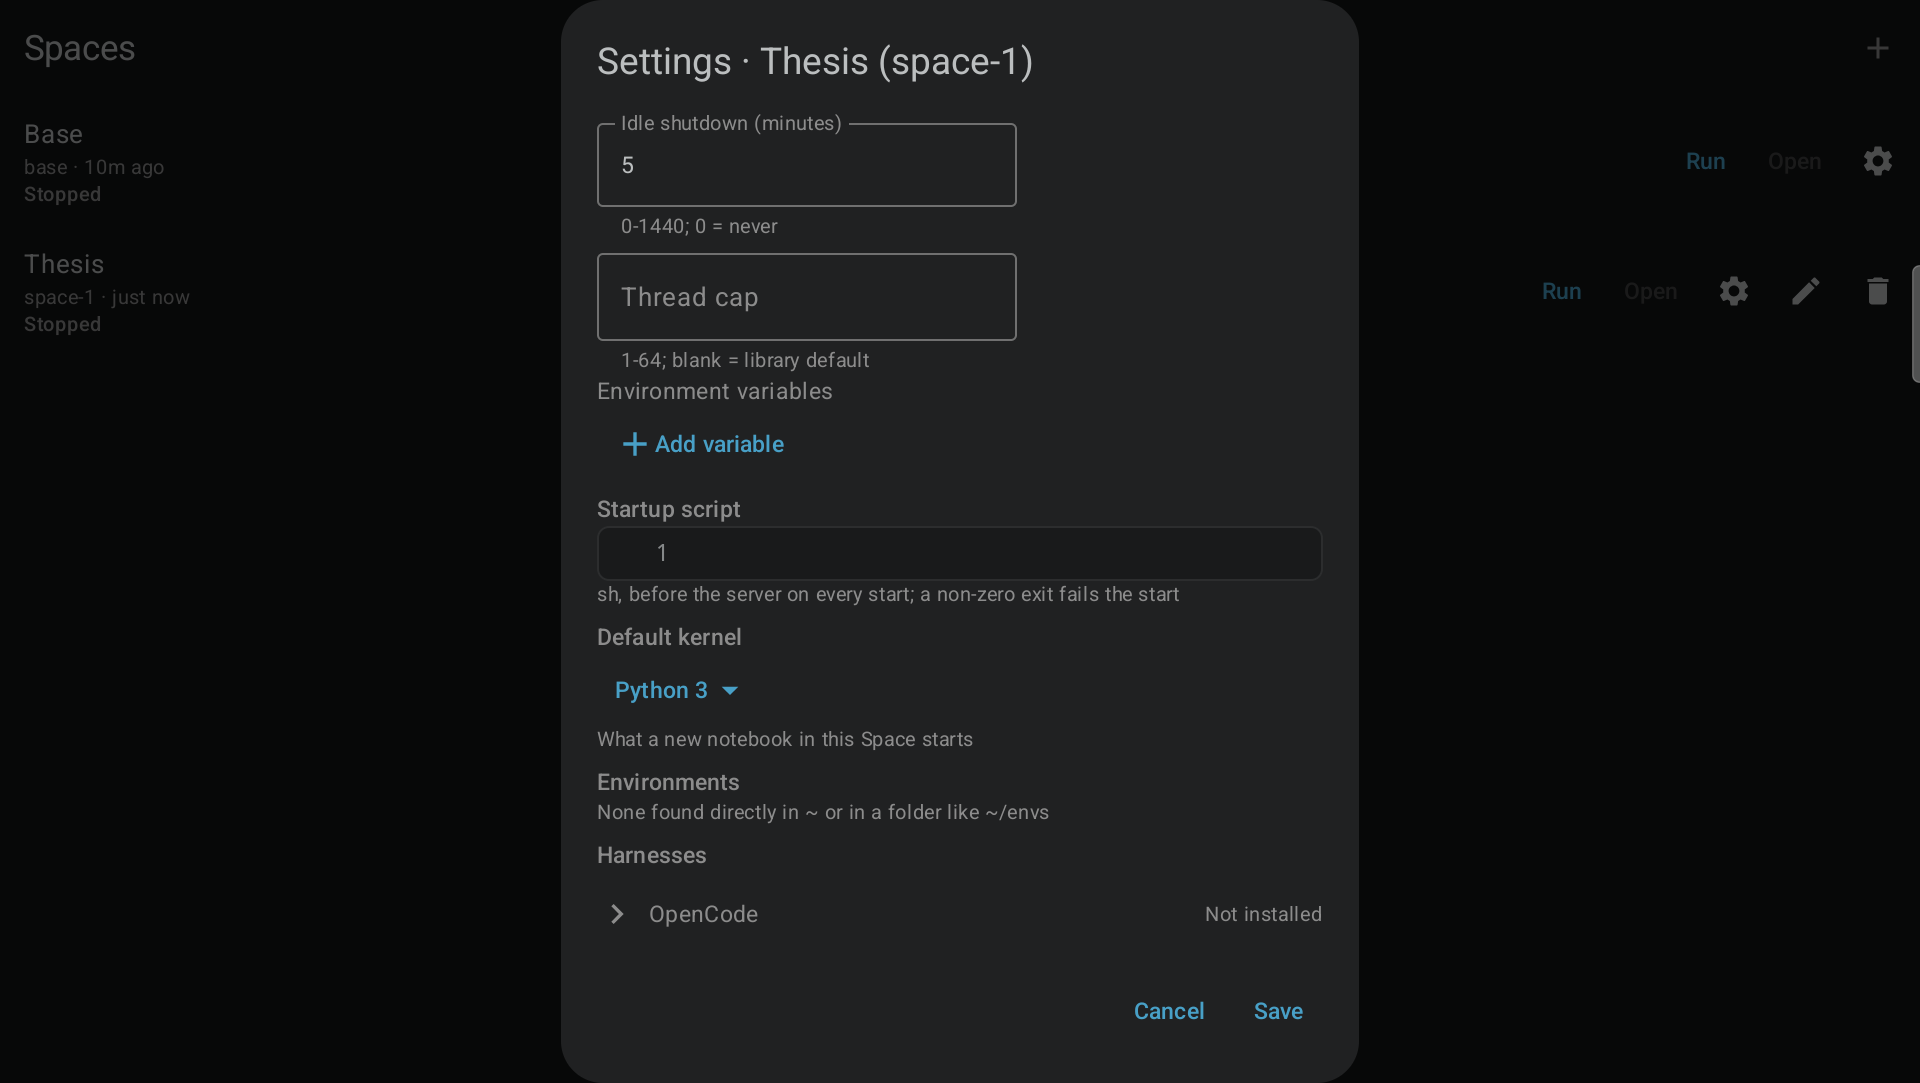 Spaces
Base
base · 10m ago
Stopped
Run
Open
Thesis
space-1 · just now
Stopped
Run
Open
Settings · Thesis (space-1)
Idle shutdown (minutes)
5
0-1440; 0 = never
Thread cap
1-64; blank = library default
Environment variables
Add variable
Startup script
1
sh, before the server on every start; a non-zero exit fails the start
Default kernel
Python 3
What a new notebook in this Space starts
Environments
None found directly in ~ or in a folder like ~/envs
Harnesses
OpenCode
Not installed
Cancel
Save